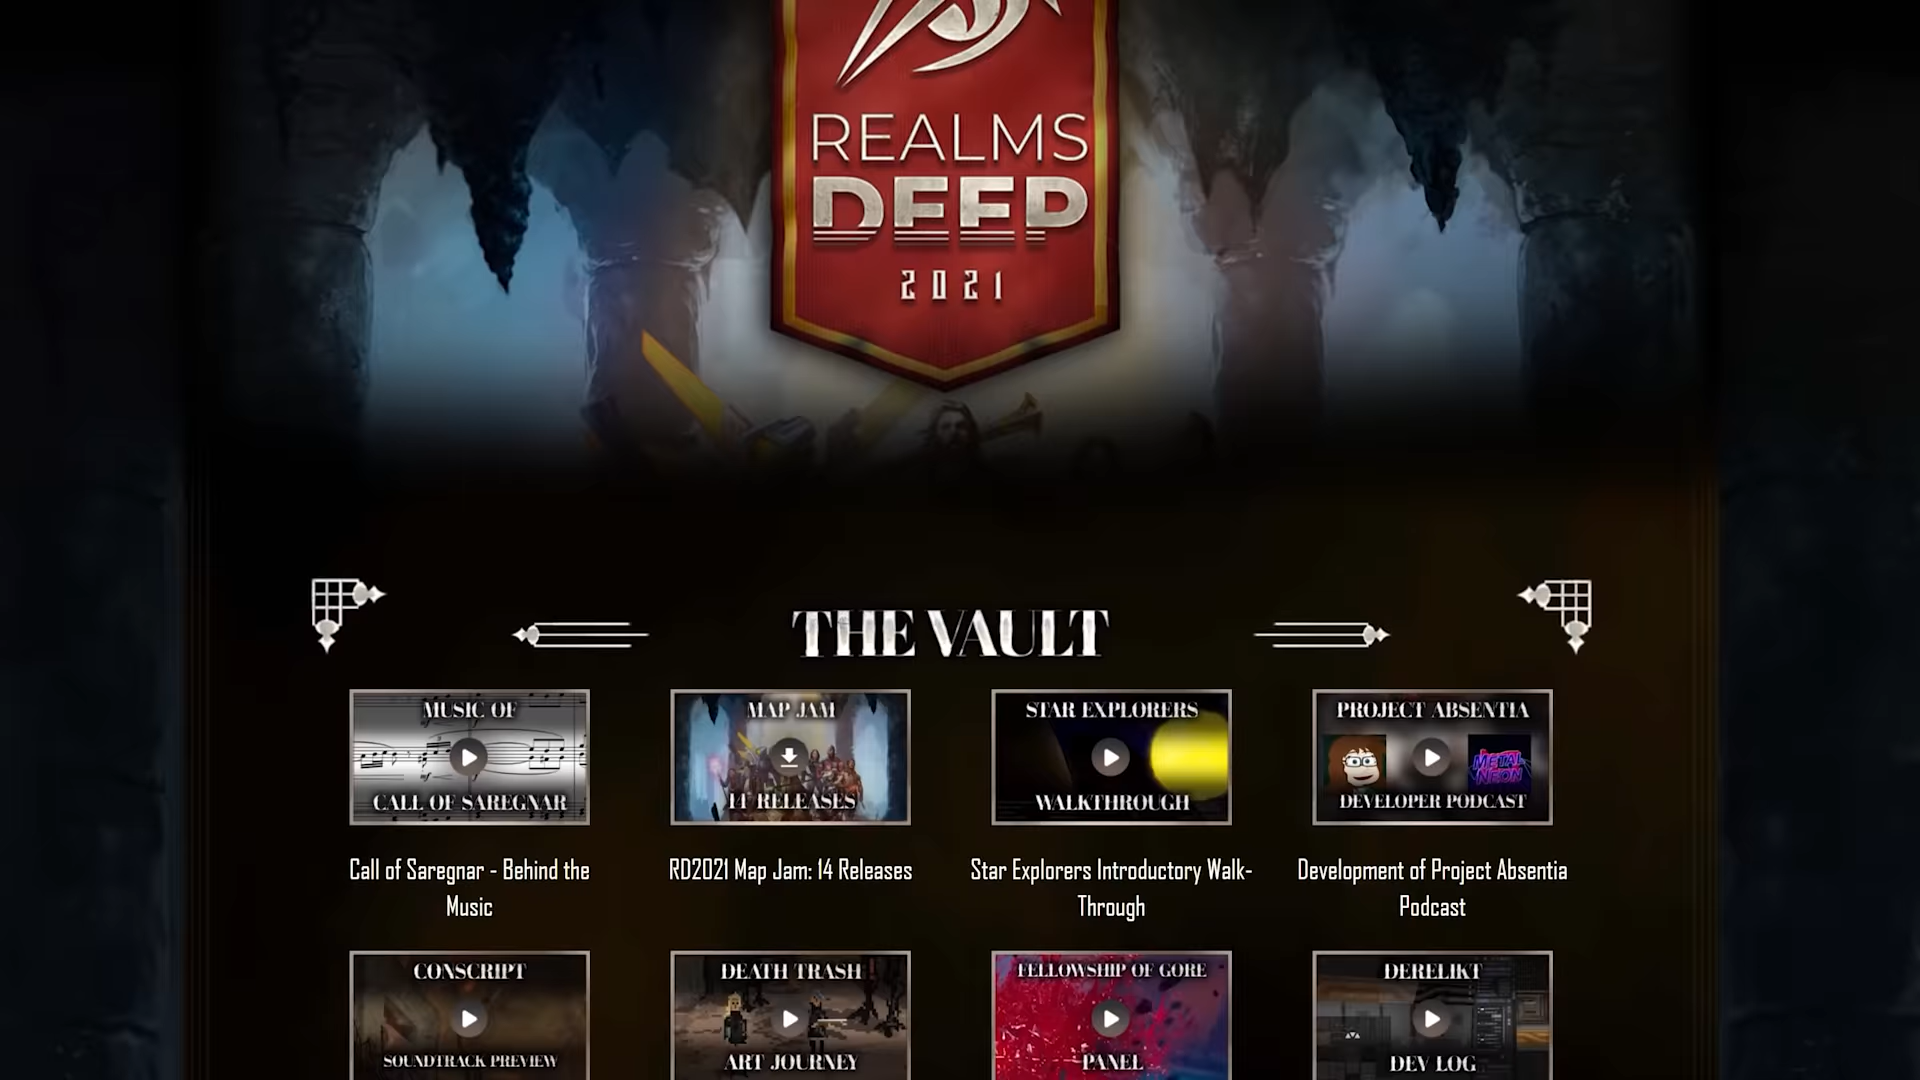 REALMS
DEEP
2021
THE VAULT
MUSIC OF
CALL OF SAREGNAR
MAP JAM
14 RELEASES
STAR EXPLORERS
WALKTHROUGH
PROJECT ABSENTIA
METAL
NEON
DEVELOPER PODCAST
Call of Saregnar - Behind the
Music
RD2021 Map Jam: 14 Releases
Star Explorers Introductory Walk-
Through
Development of Project Absentia
Podcast
CONSCRIPT
SOUNDTRACK PREVIEW
DEATH TRASH
ART JOURNEY
FELLOWSHIP OF GORE
PANEL
DERELIKT
DEV LOG